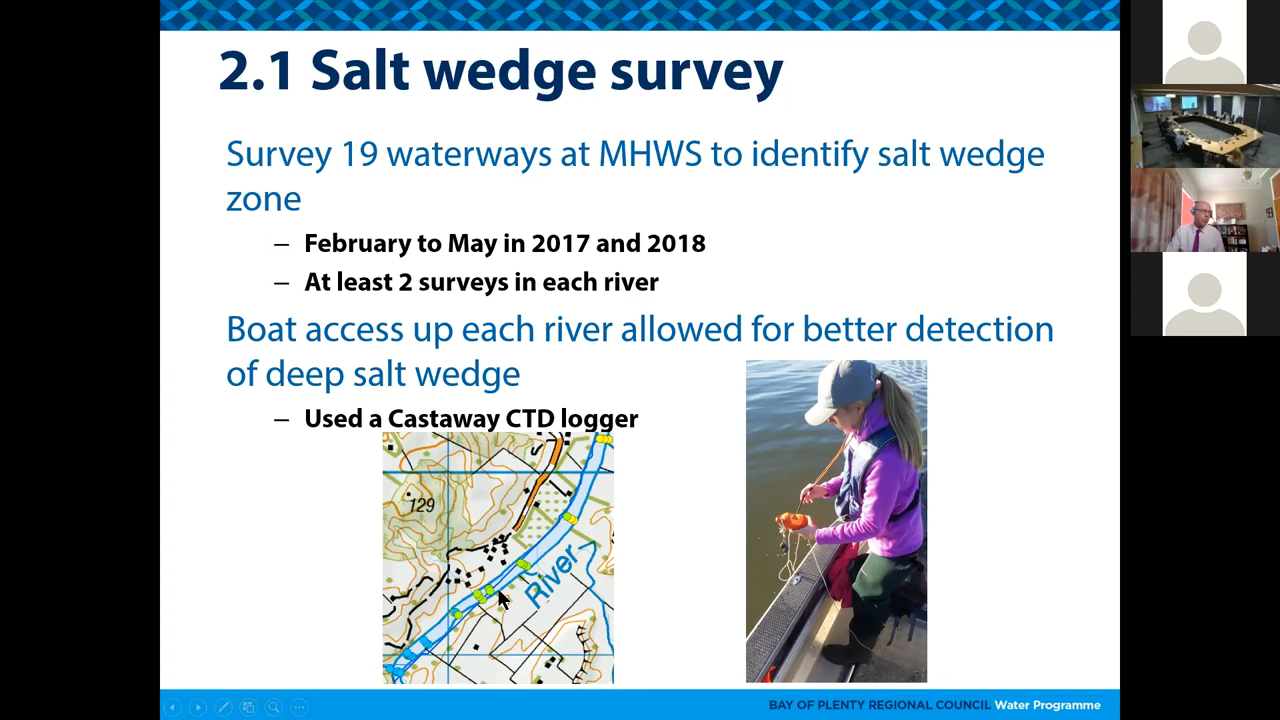 2.1 Salt wedge survey
Survey 19 waterways at MHWS to identify salt wedge
zone
– February to May in 2017 and 2018
– At least 2 surveys in each river
Boat access up each river allowed for better detection
of deep salt wedge
– Used a Castaway CTD logger
129
River
BAY OF PLENTY REGIONAL COUNCIL Water Programme